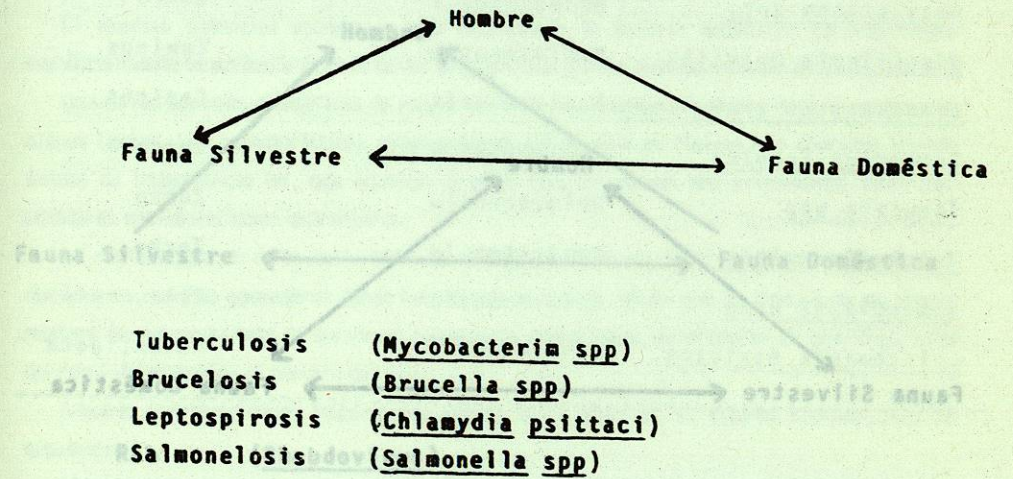 Hombre
Fauna Silvestre Fauna Doméstica
Tuberculosis (Mycobacterim spp)
Brucelosis (Brucella spp)
Leptospirosis (Chlamydia psittaci)
Salmonelosis (Salmonella spp)